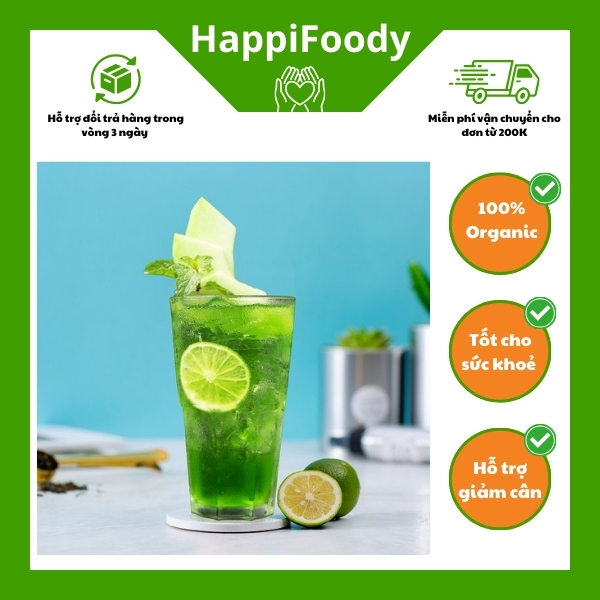 HappiFoody
Hỗ trợ đổi trả hàng trong
vòng 3 ngày
Miễn phí vận chuyển cho
đơn từ 200K
100%
Organic
Tốt cho
sức khoẻ
Hỗ trợ
giảm cân